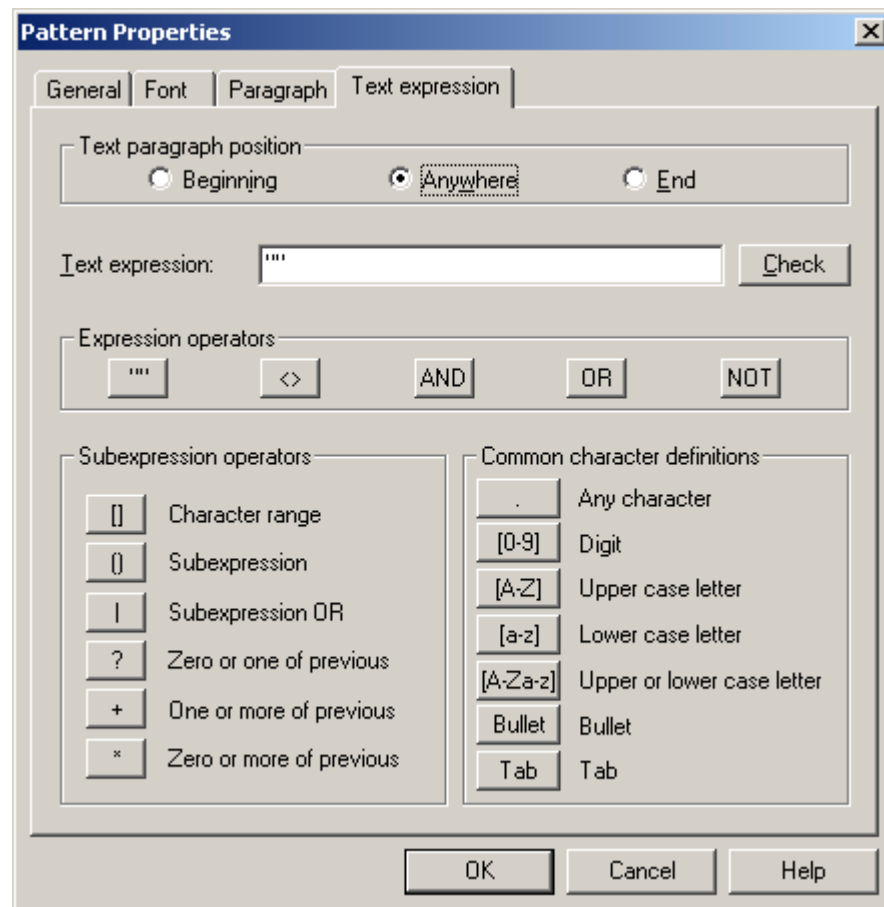 Pattern Properties
General Font Paragraph Text expression
Text paragraph position
Beginning Anywhere End
Text expression: "" Check
Expression operators
"" <> AND OR NOT
Subexpression operators
[] Character range
() Subexpression
| Subexpression OR
? Zero or one of previous
+ One or more of previous
* Zero or more of previous
Common character definitions
. Any character
[0-9] Digit
[A-Z] Upper case letter
[a-z] Lower case letter
[A-Za-z] Upper or lower case letter
Bullet Bullet
Tab Tab
OK Cancel Help